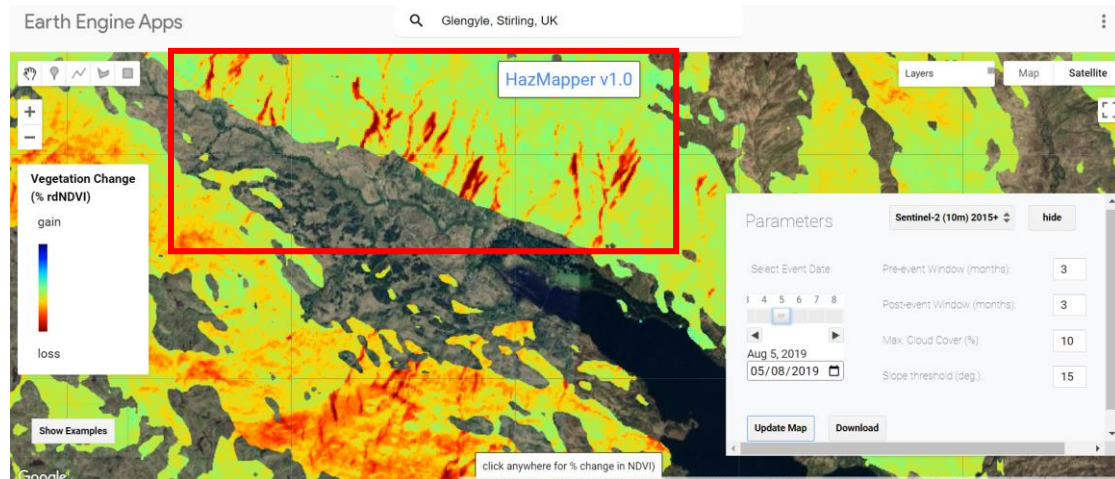 Earth Engine Apps
Glengyle, Stirling, UK
HazMapper v1.0
Layers
Map
Satellite
+
−
Vegetation Change
(% rdNDVI)
gain
loss
Show Examples
Google
click anywhere for % change in NDVI)
Parameters
Sentinel-2 (10m) 2015+
hide
Select Event Date:
4 5 6 7 8
Aug 5, 2019
05/08/2019
Pre-event Window (months):
3
Post-event Window (months):
3
Max. Cloud Cover (%):
10
Slope threshold (deg.):
15
Update Map
Download